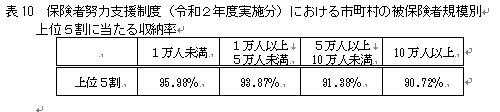 表10　保険者努力支援制度（令和２年度実施分）における市町村の被保険者規模別
上位５割に当たる収納率
１万人未満 １万人以上５万人未満 ５万人以上10万人未満 10万人以上
上位５割 95.98% 93.87% 91.38% 90.72%